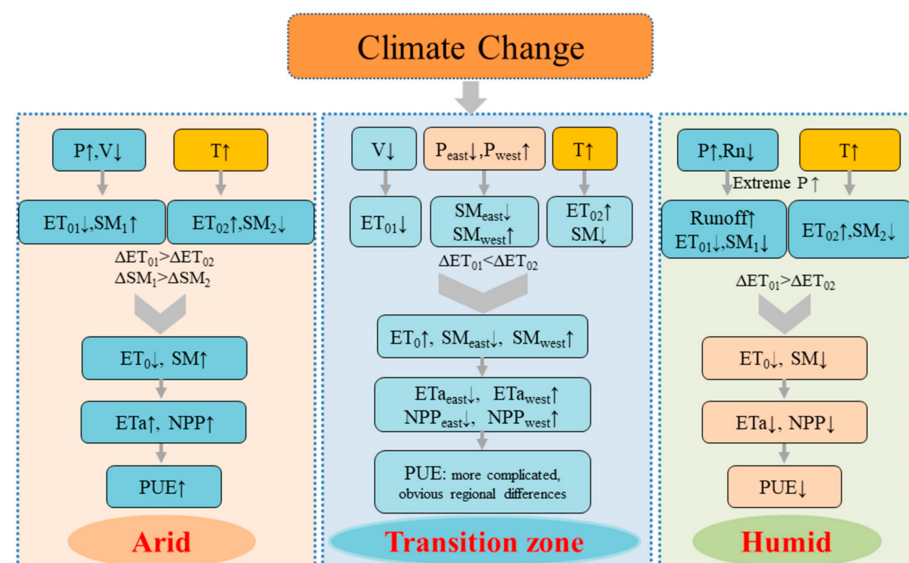 Climate Change
P↑,V↓
T↑
ET01↓,SM1↑
ET02↑,SM2↓
ΔET01>ΔET02
ΔSM1>ΔSM2
ET0↓, SM↑
ETa↑, NPP↑
PUE↑
Arid
V↓
Peast↓,Pwest↑
T↑
ET01↓
SMeast↓
SMwest↑
ET02↑
SM↓
ΔET01<ΔET02
ET0↑, SMeast↓, SMwest↑
ETaeast↓, ETawest↑
NPPeast↓, NPPwest↑
PUE: more complicated,
obvious regional differences
Transition zone
P↑,Rn↓
T↑
Extreme P↑
Runoff↑
ET01↓,SM1↓
ET02↑,SM2↓
ΔET01>ΔET02
ET0↓, SM↓
ETa↓, NPP↓
PUE↓
Humid